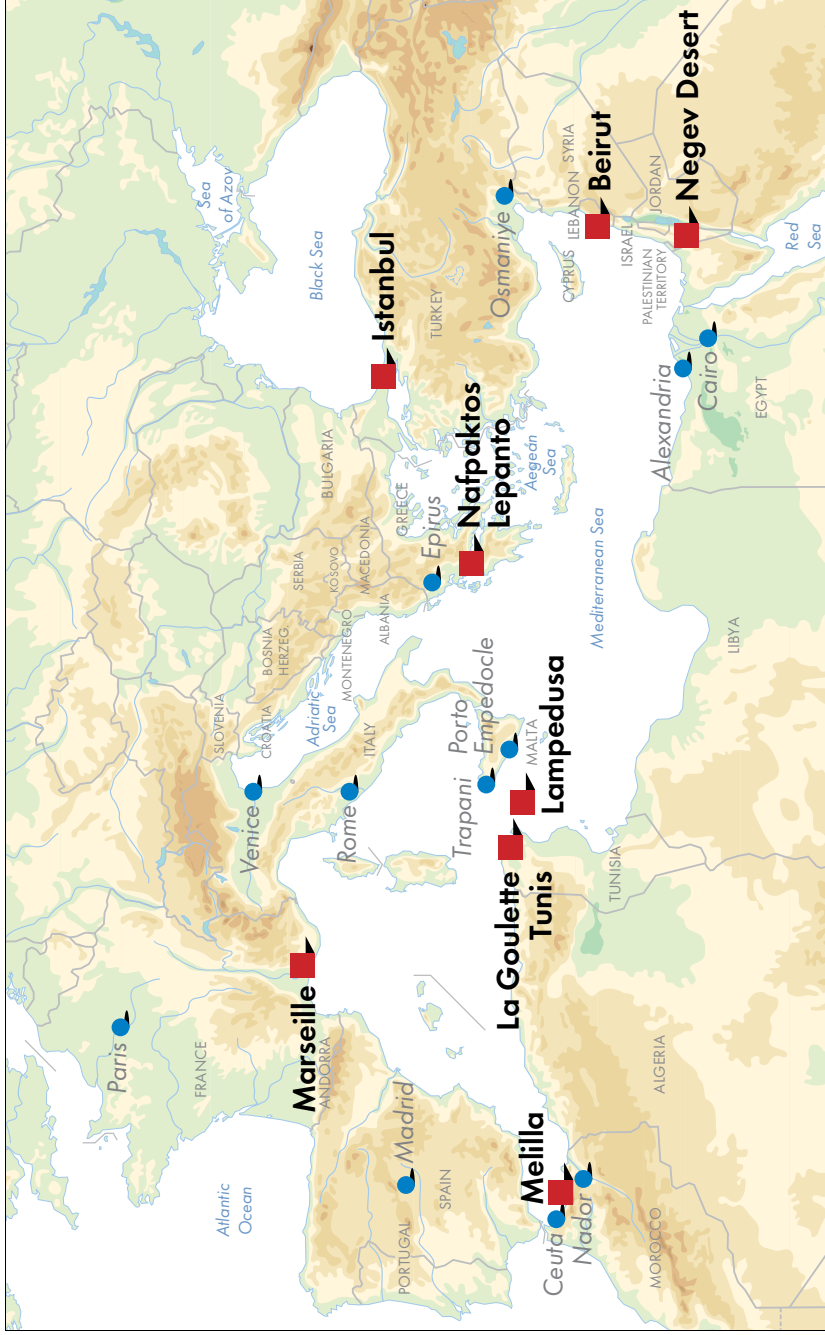 Sea
of Azov
Black Sea
Istanbul
TURKEY
Osmaniye
CYPRUS
LEBANON
SYRIA
Beirut
ISRAEL
JORDAN
PALESTINIAN
TERRITORY
Negev Desert
Red
Sea
Alexandria
Cairo
EGYPT
BULGARIA
SERBIA
KOSOVO
MACEDONIA
GREECE
ALBANIA
MONTENEGRO
BOSNIA
HERZEG.
CROATIA
SLOVENIA
Epirus
Nafpaktos
Lepanto
Aegean
Sea
Mediterranean Sea
LIBYA
Adriatic
Sea
ITALY
Venice
Rome
Porto
Empedocle
Trapani
MALTA
Lampedusa
La Goulette
Tunis
TUNISIA
Paris
FRANCE
Marseille
ANDORRA
Atlantic
Ocean
Madrid
SPAIN
PORTUGAL
Melilla
Ceuta
Nador
MOROCCO
ALGERIA